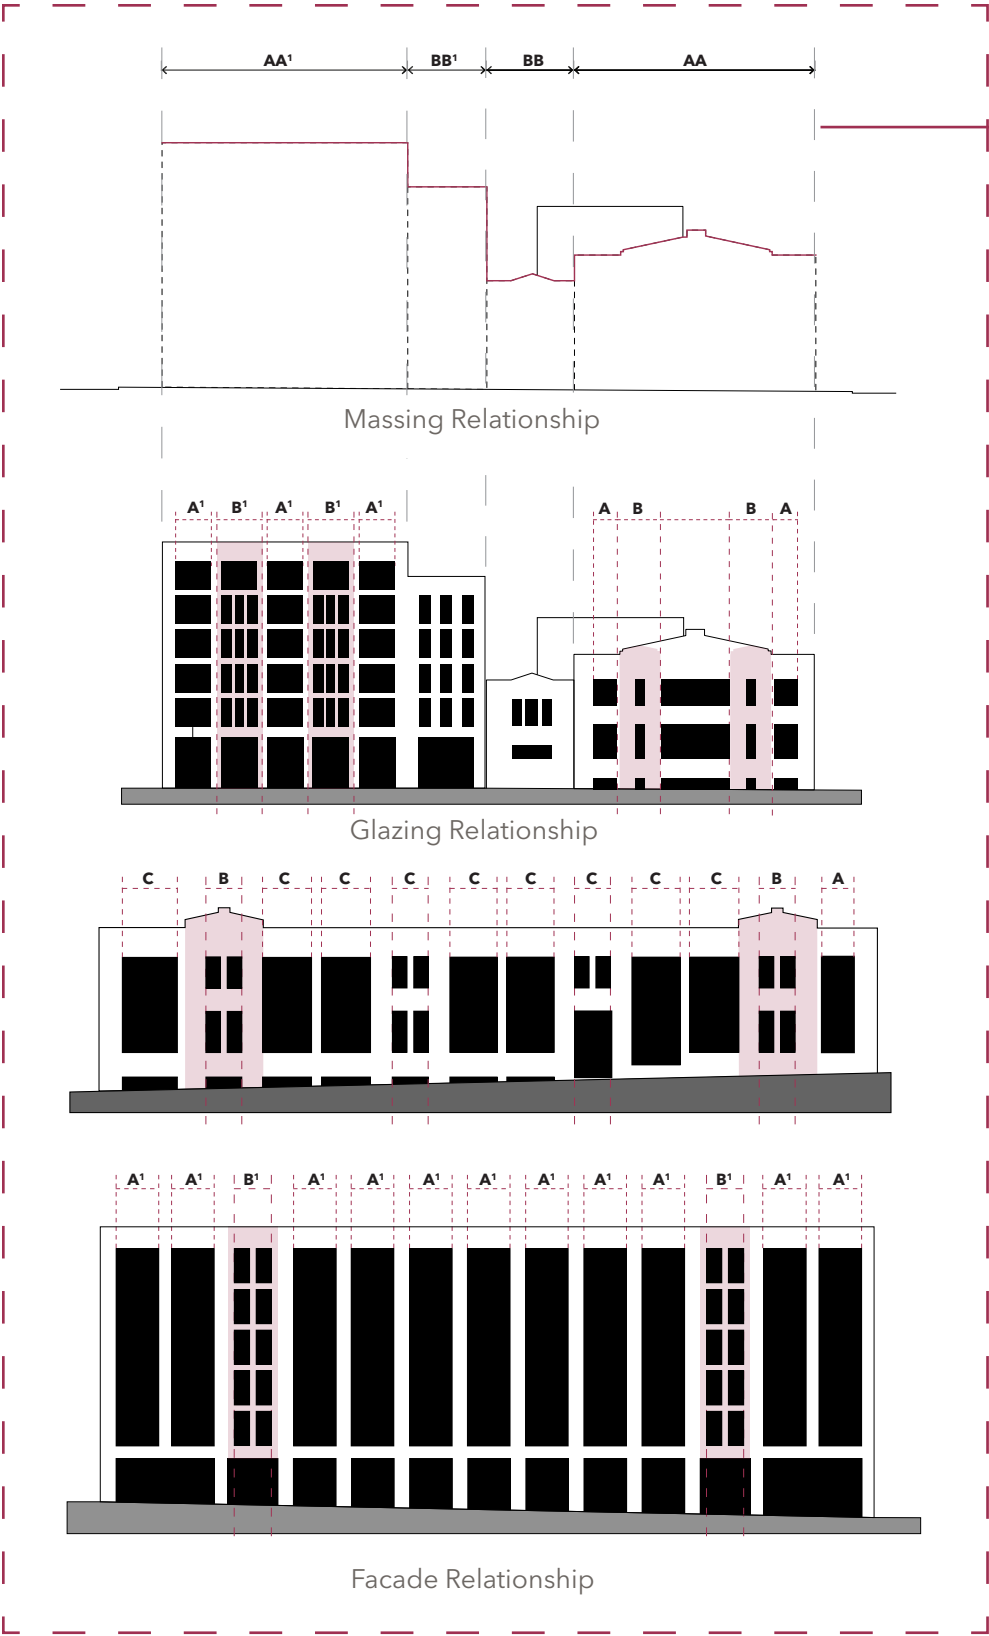 AA¹ BB¹ BB AA
Massing Relationship
A¹ B¹ A¹ B¹ A¹ A B B A
Glazing Relationship
C B C C C C C C C C B A
A¹ A¹ B¹ A¹ A¹ A¹ A¹ A¹ A¹ A¹ B¹ A¹ A¹
Facade Relationship